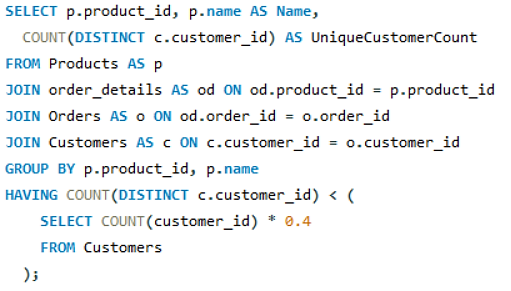 SELECT p.product_id, p.name AS Name,
COUNT(DISTINCT c.customer_id) AS UniqueCustomerCount
FROM Products AS p
JOIN order_details AS od ON od.product_id = p.product_id
JOIN Orders AS o ON od.order_id = o.order_id
JOIN Customers AS c ON c.customer_id = o.customer_id
GROUP BY p.product_id, p.name
HAVING COUNT(DISTINCT c.customer_id) < (
SELECT COUNT(customer_id) * 0.4
FROM Customers
);